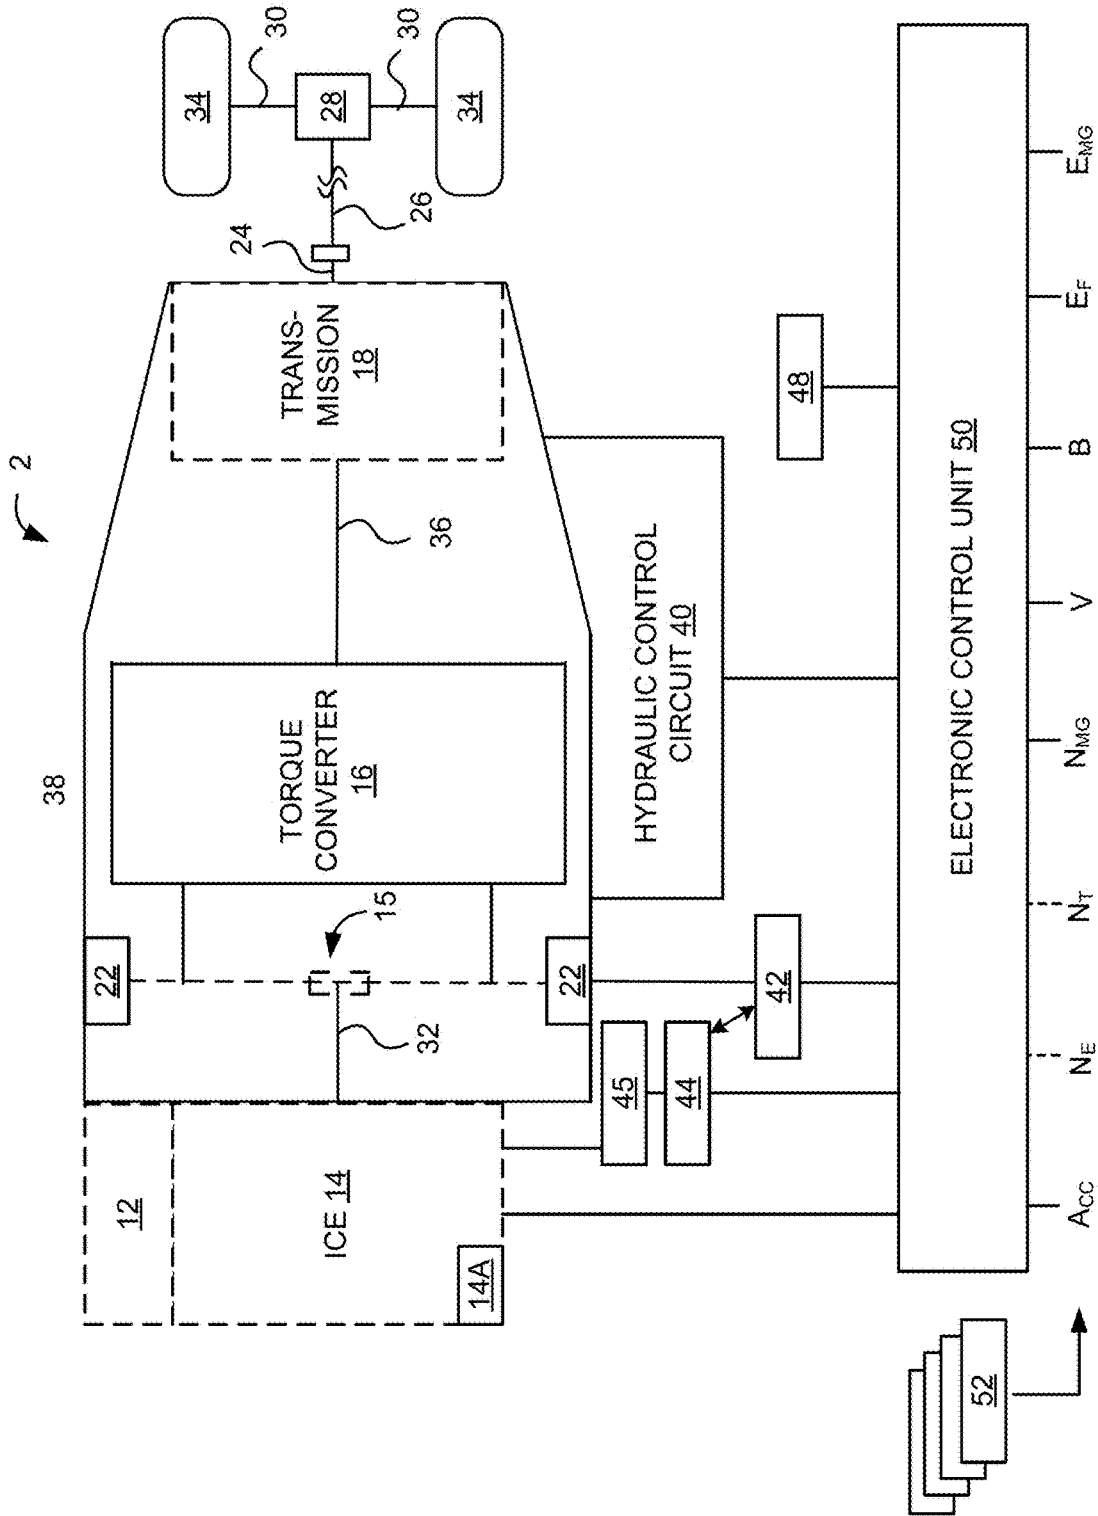 2
38
12
ICE 14
14A
22
22
32
15
TORQUE
CONVERTER
16
36
TRANS-
MISSION
18
24
26
28
30
30
34
34
HYDRAULIC CONTROL
CIRCUIT 40
45
44
42
48
ELECTRONIC CONTROL UNIT 50
52
ACC
NE
NT
NMG
V
B
EF
EMG